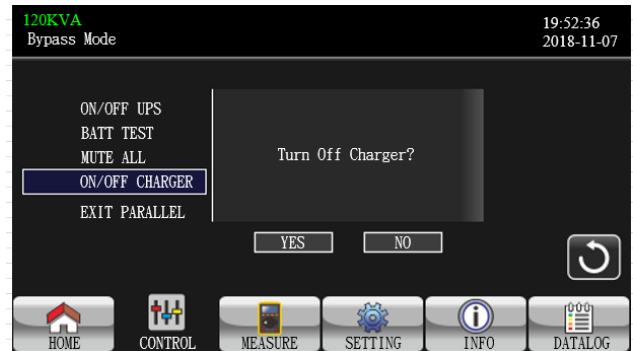 120KVA
19:52:36
Bypass Mode
2018-11-07
ON/OFF UPS
BATT TEST
MUTE ALL
Turn Off Charger?
ON/OFF CHARGER
EXIT PARALLEL
YES
NO
HOME
CONTROL
MEASURE
SETTING
INFO
DATALOG